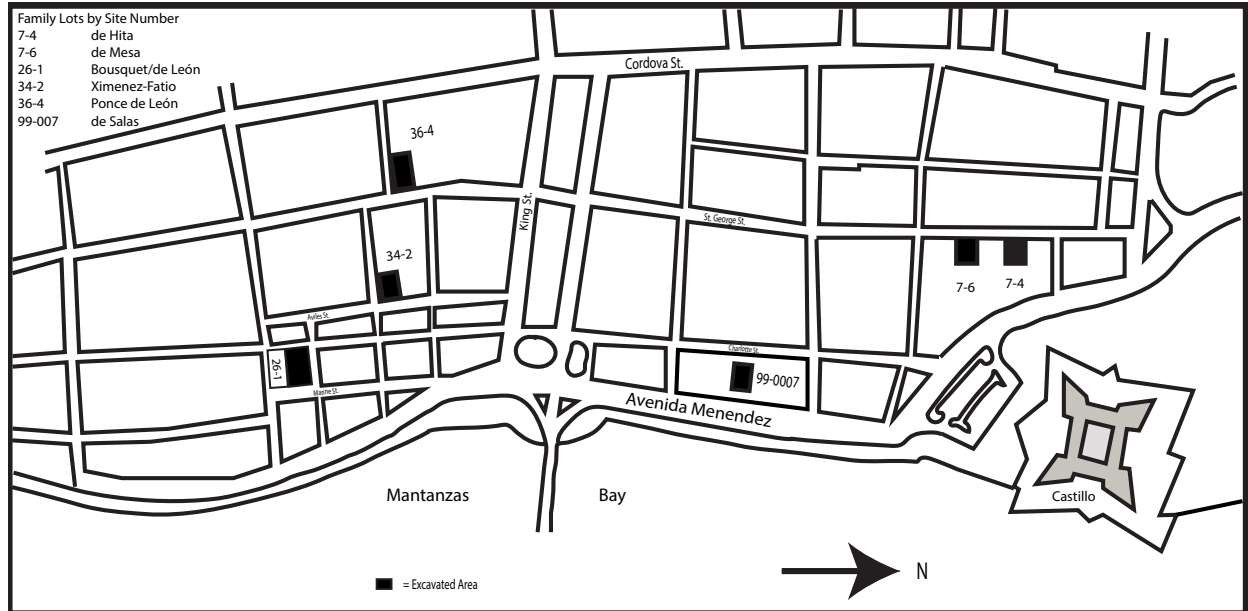 Family Lots by Site Number
7-4 de Hita
7-6 de Mesa
26-1 Bousquet/de León
34-2 Ximenez-Fatio
36-4 Ponce de León
99-007 de Salas
Cordova St.
36-4
King St.
St. George St.
34-2
7-6
7-4
Aviles St.
26-1
Charlotte St.
99-0007
Marine St.
Avenida Menendez
Mantanzas Bay
Castillo
N
= Excavated Area